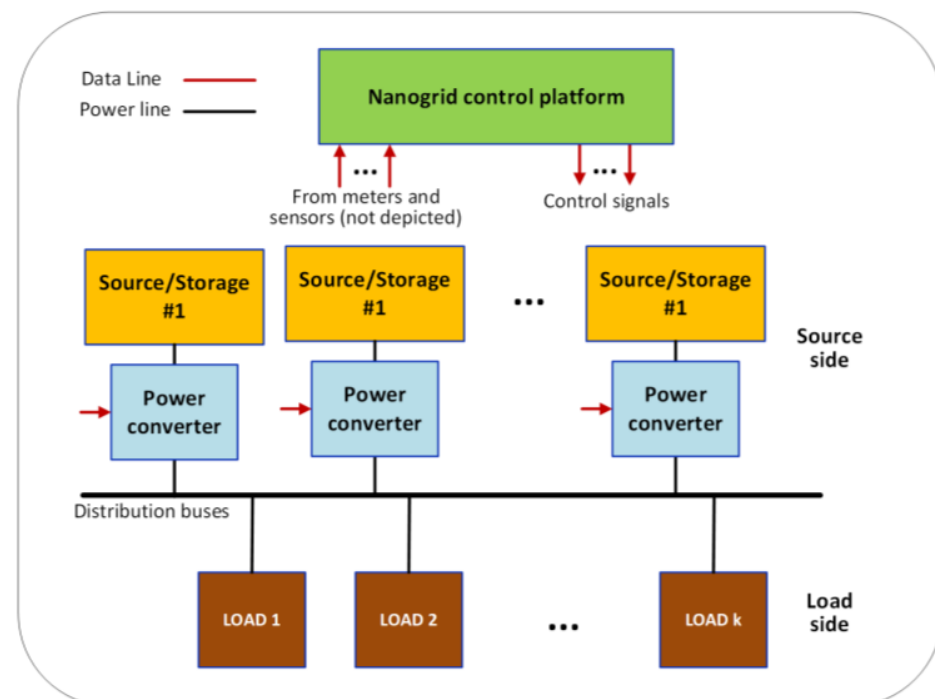 Data Line
Power line
Nanogrid control platform
...
...
From meters and
sensors (not depicted)
Control signals
Source/Storage
#1
Source/Storage
#1
...
Source/Storage
#1
Source
side
Power
converter
Power
converter
Power
converter
Distribution buses
LOAD 1
LOAD 2
...
LOAD k
Load
side